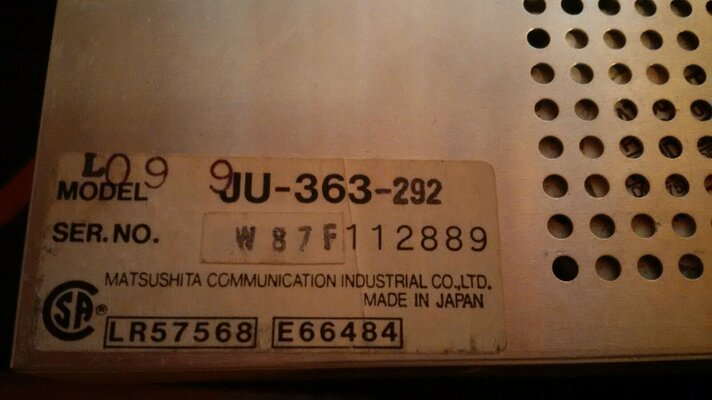 L09 9
MODEL JU-363-292
SER.NO. W87F112889
MATSUSHITA COMMUNICATION INDUSTRIAL CO.,LTD.
MADE IN JAPAN
SA ®
LR57568 E66484